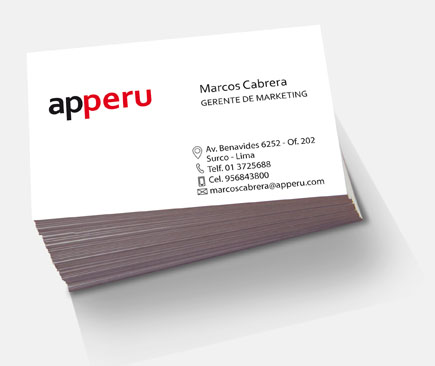 apperu
Marcos Cabrera
GERENTE DE MARKETING
Av. Benavides 6252 - Of. 202
Surco - Lima
Telf. 01 3725688
Cel. 956843800
marcoscabrera@apperu.com